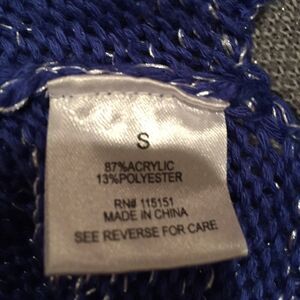 S
87%ACRYLIC
13%POLYESTER
RN# 115151
MADE IN CHINA
SEE REVERSE FOR CARE